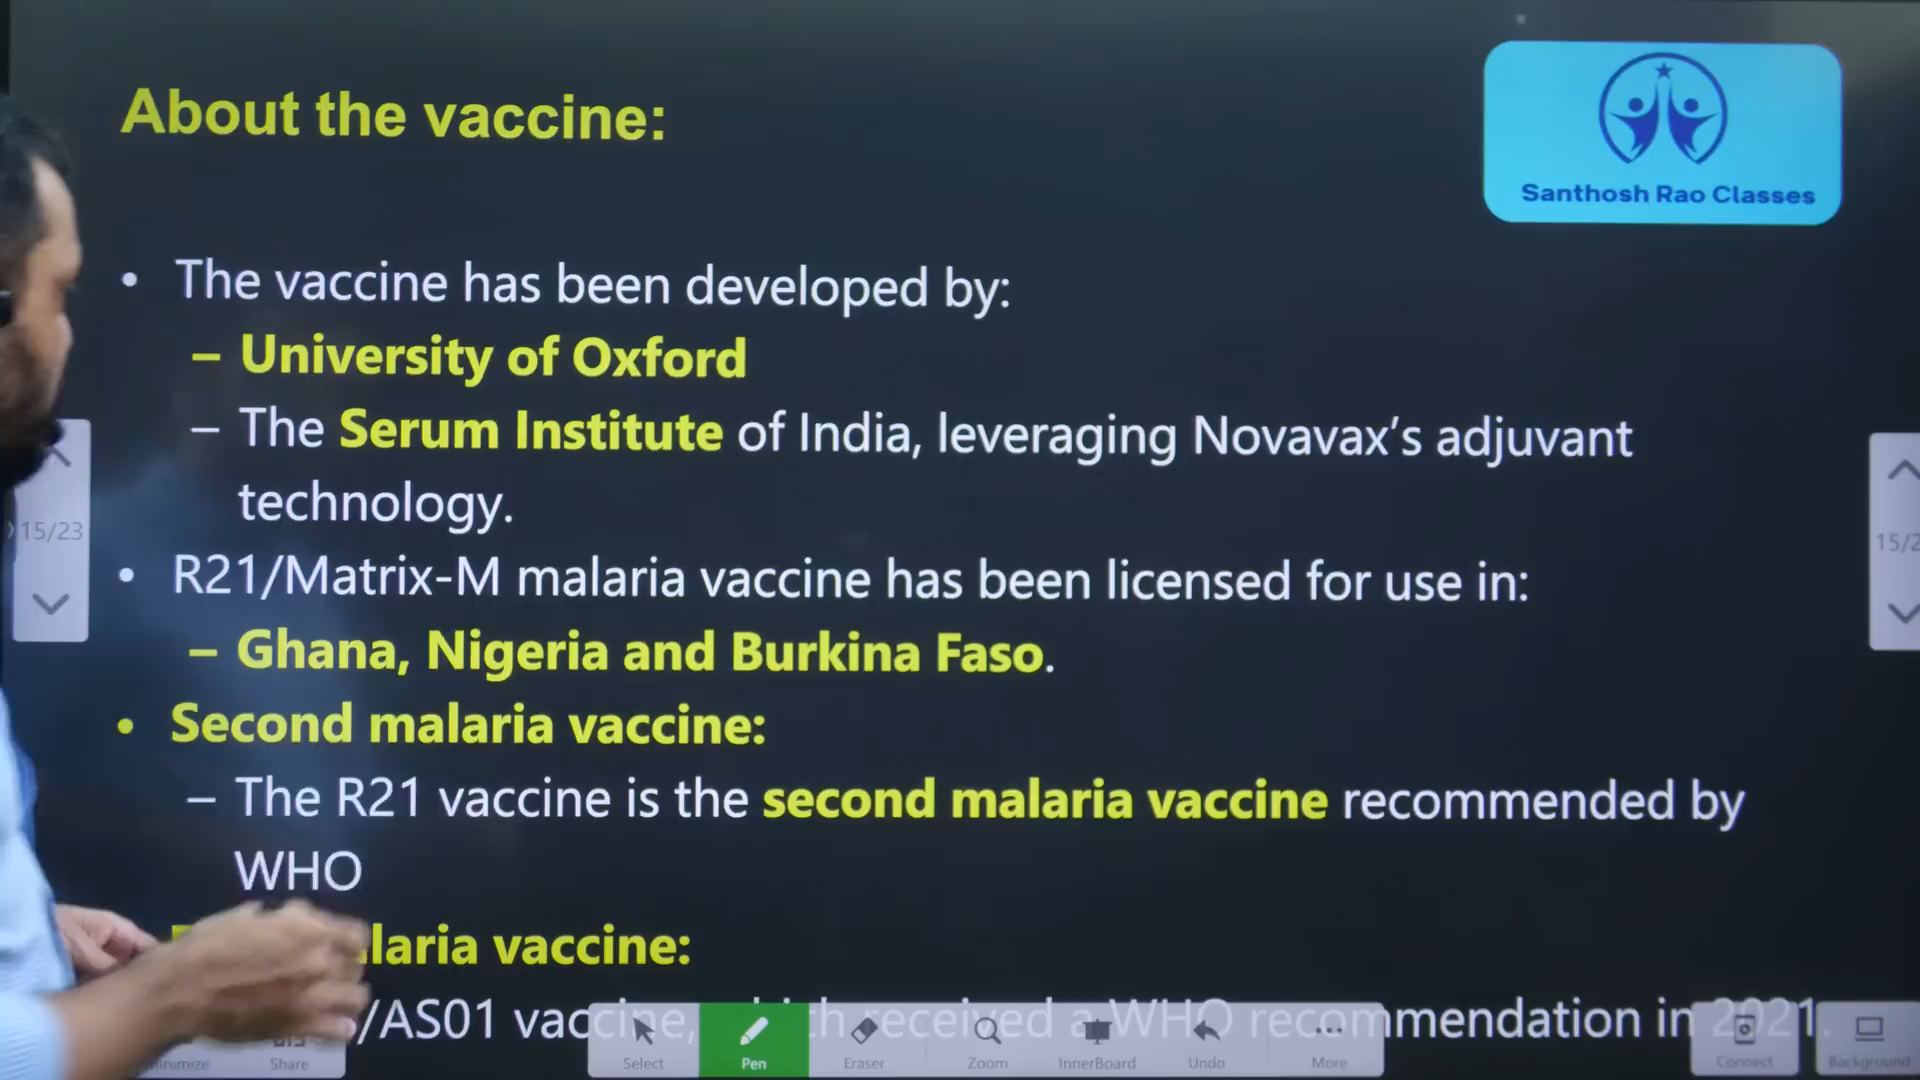 About the vaccine:
Santhosh Rao Classes
• The vaccine has been developed by:
– University of Oxford
– The Serum Institute of India, leveraging Novavax’s adjuvant
technology.
• R21/Matrix-M malaria vaccine has been licensed for use in:
– Ghana, Nigeria and Burkina Faso.
• Second malaria vaccine:
– The R21 vaccine is the second malaria vaccine recommended by
WHO
vaccine:
/AS01 vaccine, which received a WHO recommendation in 2021.
15/23
Share
Select
Pen
Eraser
Zoom
InnerBoard
Undo
More
Connect
Background